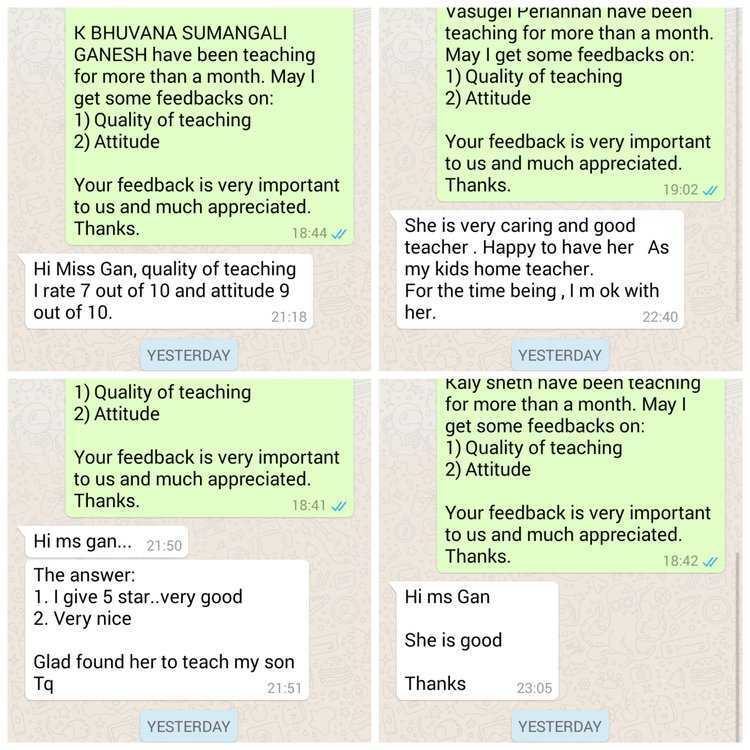 K BHUVANA SUMANGALI
GANESH have been teaching
for more than a month. May I
get some feedbacks on:
1) Quality of teaching
2) Attitude
Your feedback is very important
to us and much appreciated.
Thanks.
18:44
Hi Miss Gan, quality of teaching
I rate 7 out of 10 and attitude 9
out of 10.
21:18
YESTERDAY
Vasugei Periannan have been
teaching for more than a month.
May I get some feedbacks on:
1) Quality of teaching
2) Attitude
Your feedback is very important
to us and much appreciated.
Thanks.
19:02
She is very caring and good
teacher . Happy to have her As
my kids home teacher.
For the time being , I m ok with
her.
22:40
YESTERDAY
1) Quality of teaching
2) Attitude
Your feedback is very important
to us and much appreciated.
Thanks.
18:41
Hi ms gan...
21:50
The answer:
1. I give 5 star..very good
2. Very nice
Glad found her to teach my son
Tq
21:51
YESTERDAY
Kaly sheth have been teaching
for more than a month. May I
get some feedbacks on:
1) Quality of teaching
2) Attitude
Your feedback is very important
to us and much appreciated.
Thanks.
18:42
Hi ms Gan
She is good
Thanks
23:05
YESTERDAY